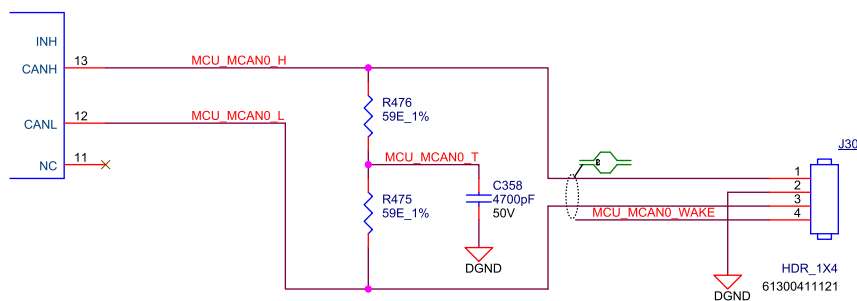 INH
13
MCU_MCAN0_H
CANH
R476
59E_1%
12
MCU_MCAN0_L
CANL
MCU_MCAN0_T
11
NC
J30
C358
4700pF
50V
R475
59E_1%
1
2
3
MCU_MCAN0_WAKE
4
DGND
HDR_1X4
61300411121
DGND